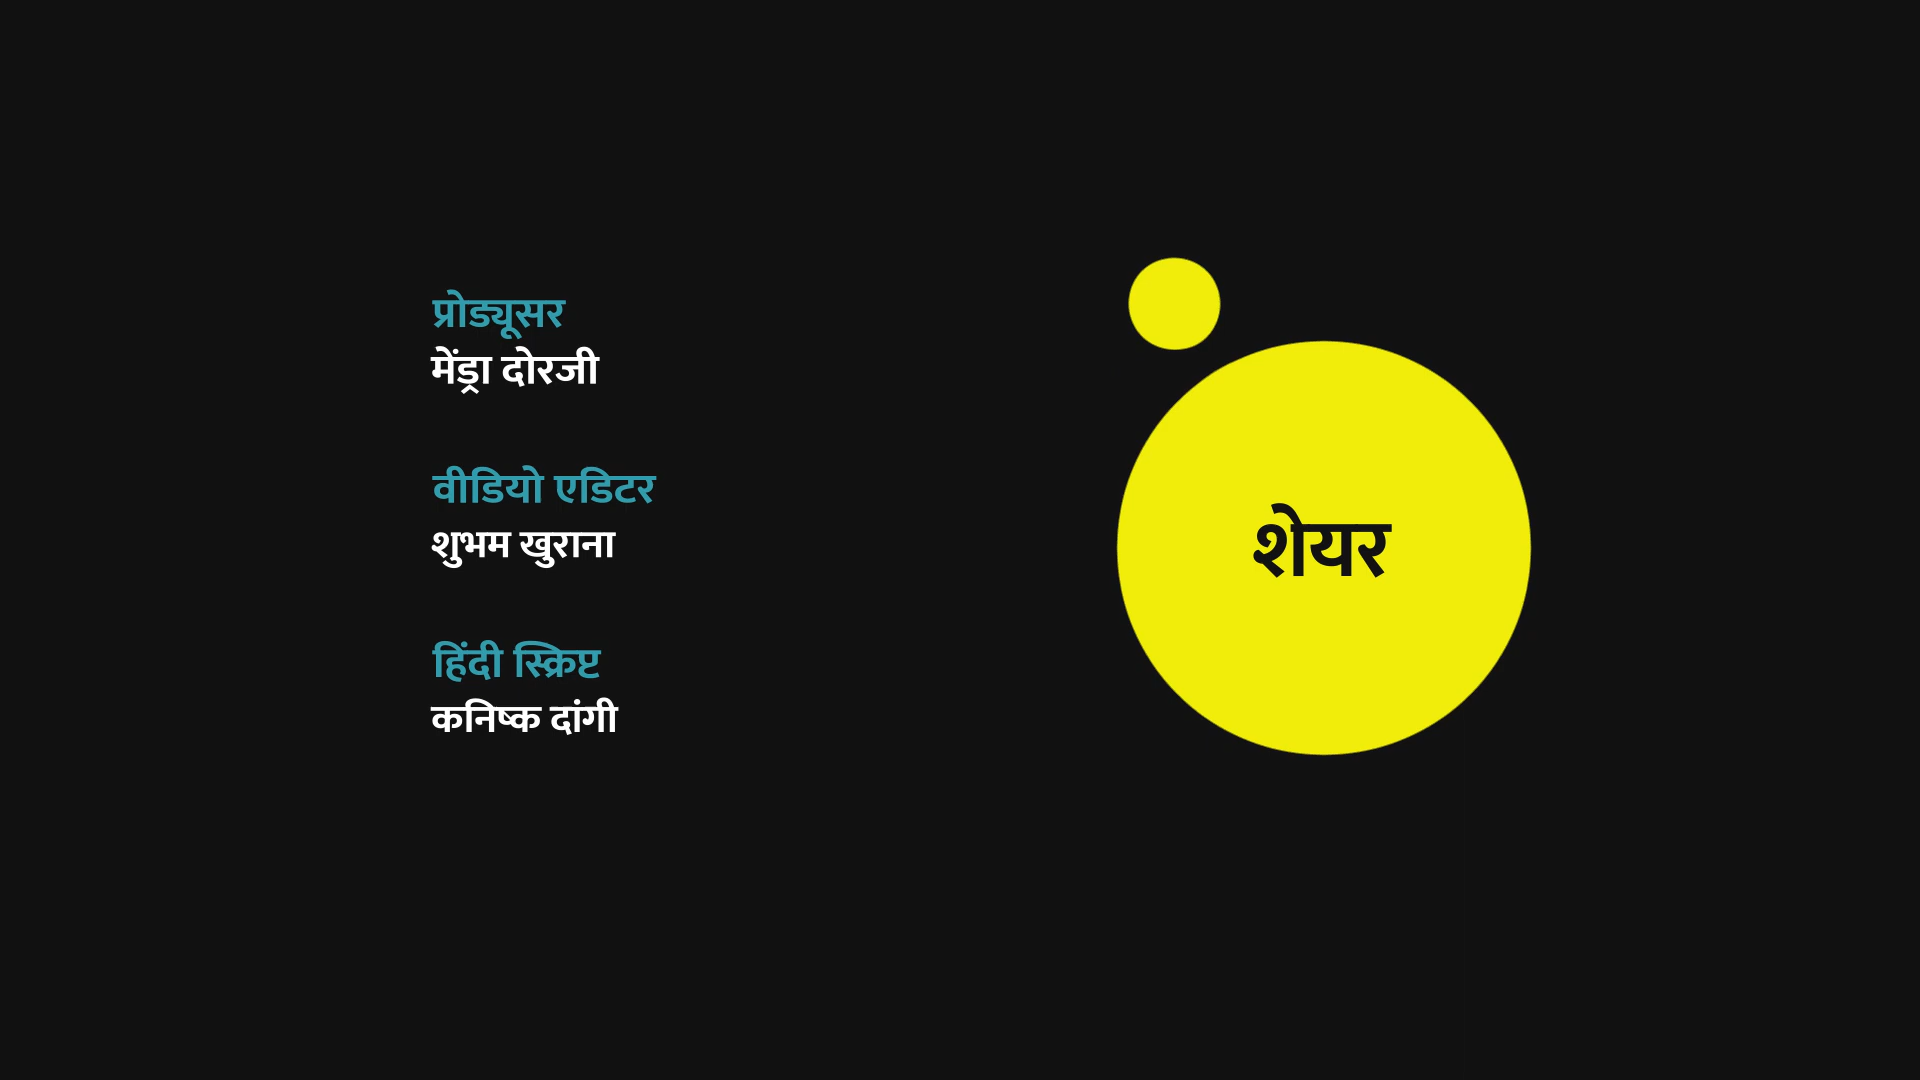 प्रोड्यूसर
मेंड्रा दोरजी
वीडियो एडिटर
शुभम खुराना
हिंदी स्क्रिप्ट
कनिष्क दांगी
शेयर